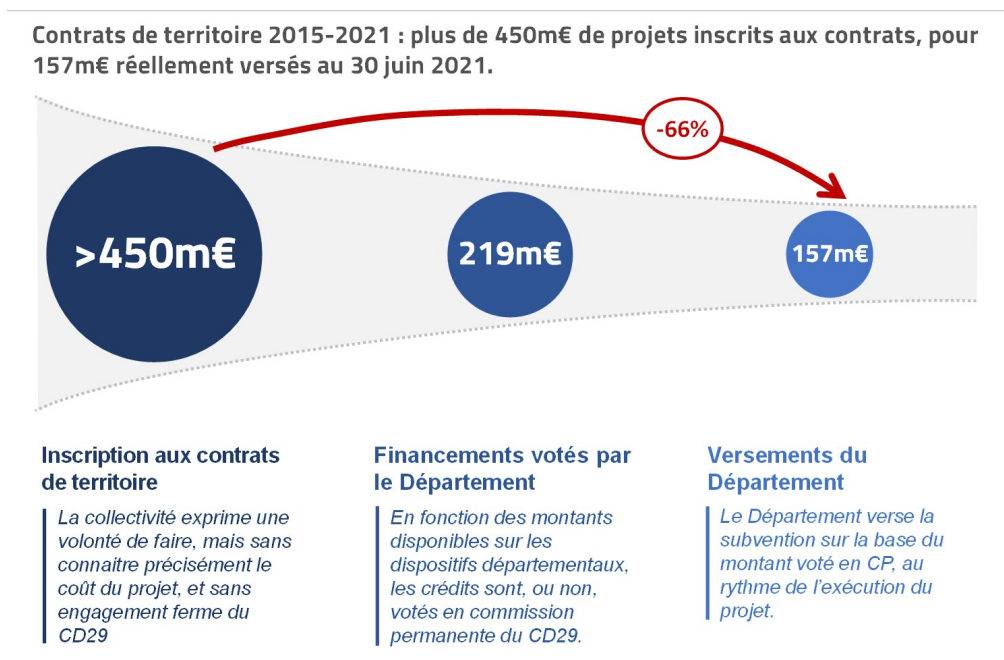 Contrats de territoire 2015-2021 : plus de 450m€ de projets inscrits aux contrats, pour
157m€ réellement versés au 30 juin 2021.
-66%
>450m€
219m€
157m€
Inscription aux contrats
de territoire
La collectivité exprime une
volonté de faire, mais sans
connaitre précisément le
coût du projet, et sans
engagement ferme du
CD29
Financements votés par
le Département
En fonction des montants
disponibles sur les
dispositifs départementaux,
les crédits sont, ou non,
votés en commission
permanente du CD29.
Versements du
Département
Le Département verse la
subvention sur la base du
montant voté en CP, au
rythme de l’exécution du
projet.